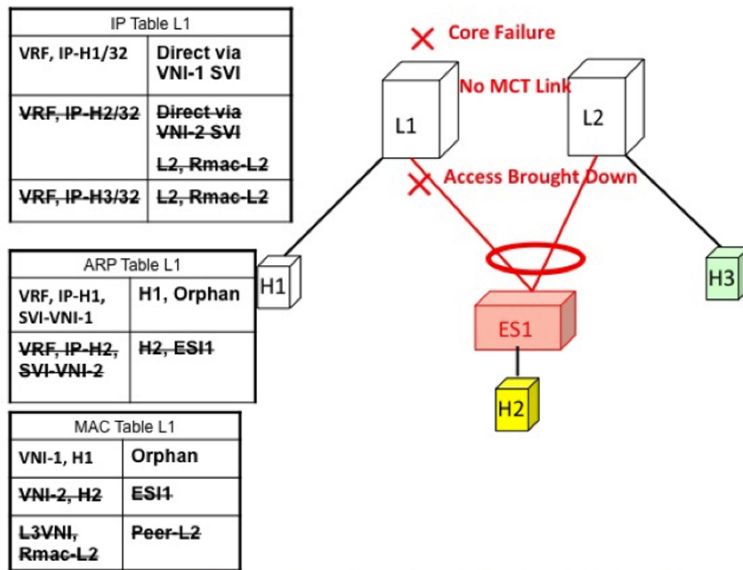 IP Table L1
VRF, IP-H1/32
Direct via
VNI-1 SVI
VRF, IP-H2/32
Direct via
VNI-2 SVI
L2, Rmac-L2
VRF, IP-H3/32
L2, Rmac-L2
ARP Table L1
VRF, IP-H1,
SVI-VNI-1
H1, Orphan
VRF, IP-H2,
SVI-VNI-2
H2, ESI1
MAC Table L1
VNI-1, H1
Orphan
VNI-2, H2
ESI1
L3VNI,
Rmac-L2
Peer-L2
Core Failure
No MCT Link
L1
L2
Access Brought Down
H1
H3
ES1
H2